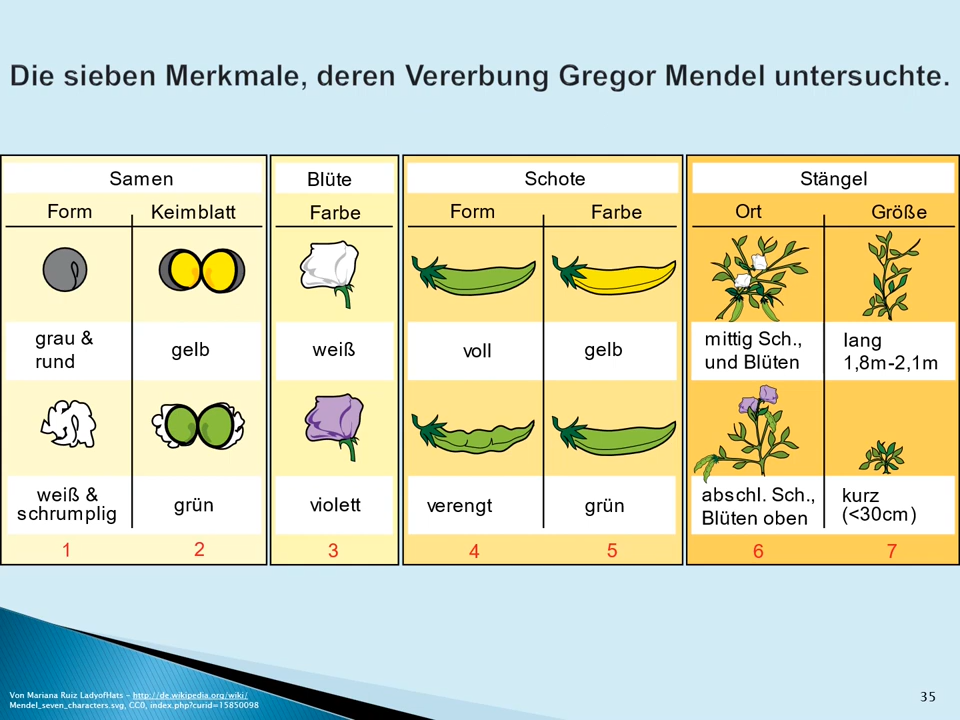 Die sieben Merkmale, deren Vererbung Gregor Mendel untersuchte.
Samen
Blüte
Schote
Stängel
Form
Keimblatt
Farbe
Form
Farbe
Ort
Größe
grau &
rund
gelb
weiß
voll
gelb
mittig Sch.,
und Blüten
lang
1,8m-2,1m
weiß &
schrumplig
grün
violett
verengt
grün
abschl. Sch.,
Blüten oben
kurz
(<30cm)
1
2
3
4
5
6
7
Von Mariana Ruiz LadyofHats - http://de.wikipedia.org/wiki/
Mendel_seven_characters.svg, CC0, index.php?curid=15850098
35